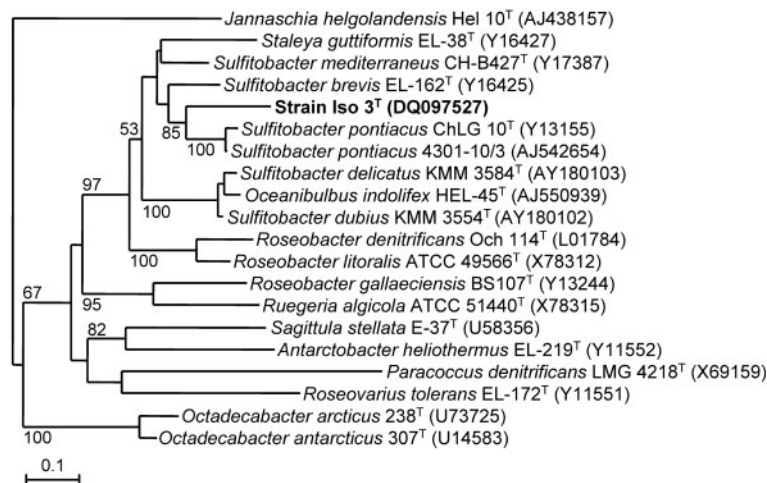 Jannaschia helgolandensis Hel 10ᵀ (AJ438157)
Staleya guttiformis EL-38ᵀ (Y16427)
Sulfitobacter mediterraneus CH-B427ᵀ (Y17387)
Sulfitobacter brevis EL-162ᵀ (Y16425)
Strain Iso 3ᵀ (DQ097527)
53
85
Sulfitobacter pontiacus ChLG 10ᵀ (Y13155)
100
Sulfitobacter pontiacus 4301-10/3 (AJ542654)
Sulfitobacter delicatus KMM 3584ᵀ (AY180103)
97
Oceanibulbus indolifex HEL-45ᵀ (AJ550939)
100
Sulfitobacter dubius KMM 3554ᵀ (AY180102)
Roseobacter denitrificans Och 114ᵀ (L01784)
100
Roseobacter litoralis ATCC 49566ᵀ (X78312)
Roseobacter gallaeciensis BS107ᵀ (Y13244)
67
95
Ruegeria algicola ATCC 51440ᵀ (X78315)
82
Sagittula stellata E-37ᵀ (U58356)
Antarctobacter heliothermus EL-219ᵀ (Y11552)
Paracoccus denitrificans LMG 4218ᵀ (X69159)
Roseovarius tolerans EL-172ᵀ (Y11551)
Octadecabacter arcticus 238ᵀ (U73725)
100
Octadecabacter antarcticus 307ᵀ (U14583)
0.1